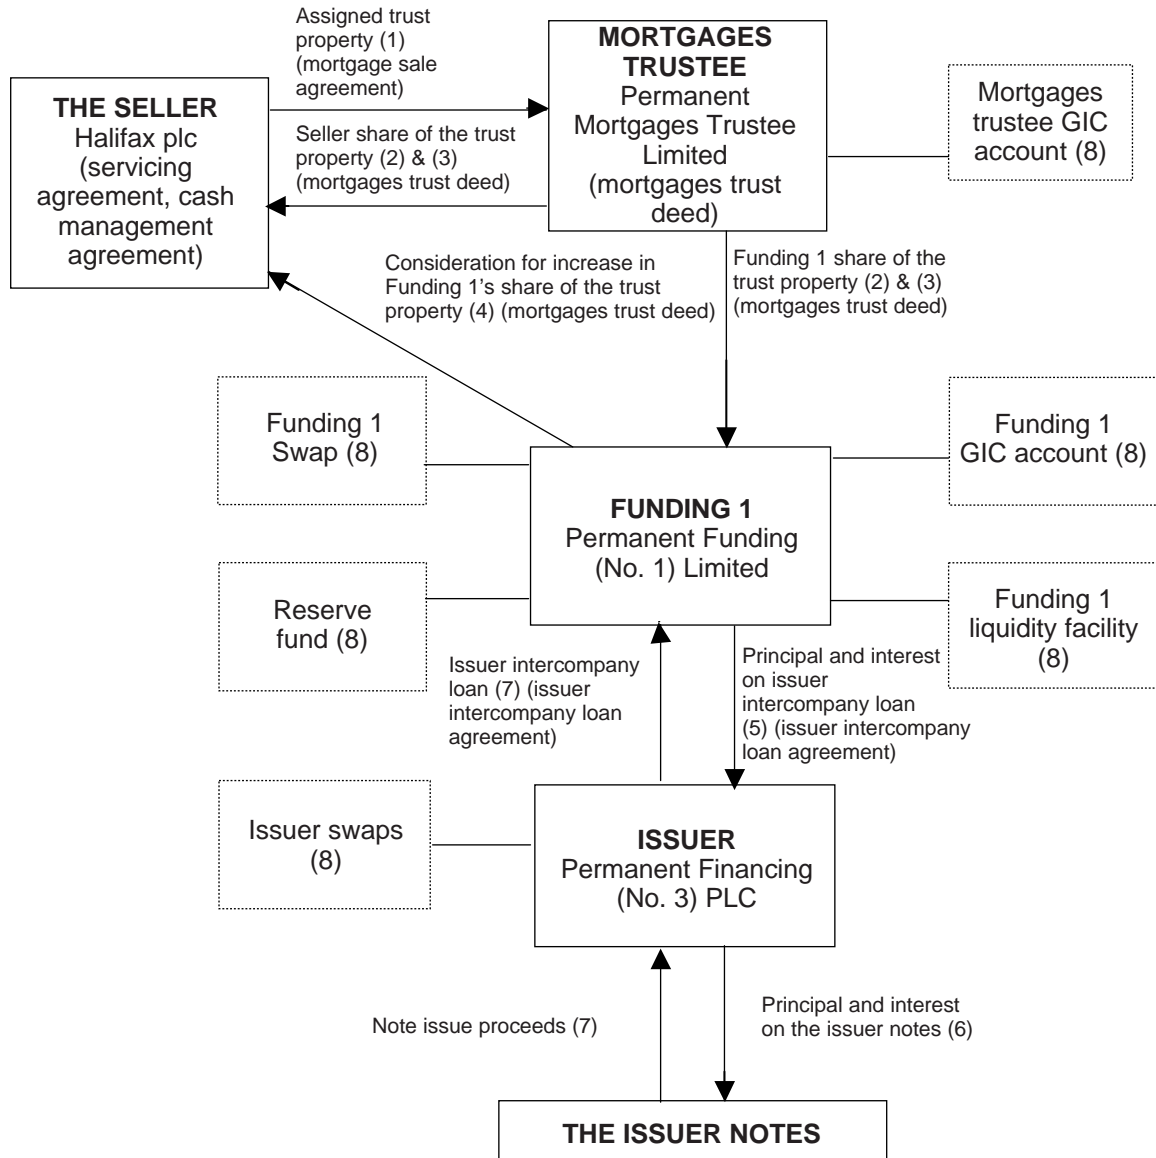 Assigned trust
property (1)
(mortgage sale
agreement)
MORTGAGES
TRUSTEE
Permanent
Mortgages Trustee
Limited
(mortgages trust
deed)
THE SELLER
Halifax plc
(servicing
agreement, cash
management
agreement)
Mortgages
trustee GIC
account (8)
Seller share of the trust
property (2) & (3)
(mortgages trust deed)
Consideration for increase in
Funding 1's share of the trust
property (4) (mortgages trust deed)
Funding 1 share of the
trust property (2) & (3)
(mortgages trust deed)
Funding 1
Swap (8)
Funding 1
GIC account (8)
FUNDING 1
Permanent Funding
(No. 1) Limited
Reserve
fund (8)
Funding 1
liquidity facility
(8)
Issuer intercompany
loan (7) (issuer
intercompany loan
agreement)
Principal and interest
on issuer
intercompany loan
(5) (issuer intercompany
loan agreement)
Issuer swaps
(8)
ISSUER
Permanent Financing
(No. 3) PLC
Note issue proceeds (7)
Principal and interest
on the issuer notes (6)
THE ISSUER NOTES